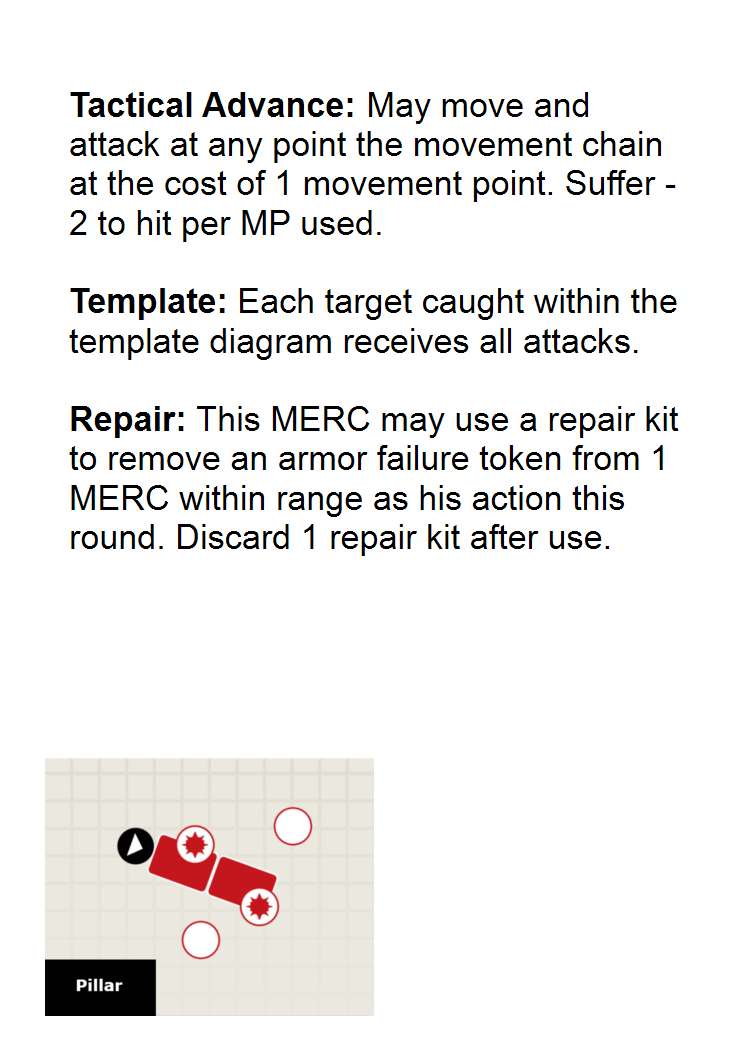 Tactical Advance: May move and
attack at any point the movement chain
at the cost of 1 movement point. Suffer -
2 to hit per MP used.
Template: Each target caught within the
template diagram receives all attacks.
Repair: This MERC may use a repair kit
to remove an armor failure token from 1
MERC within range as his action this
round. Discard 1 repair kit after use.
Pillar